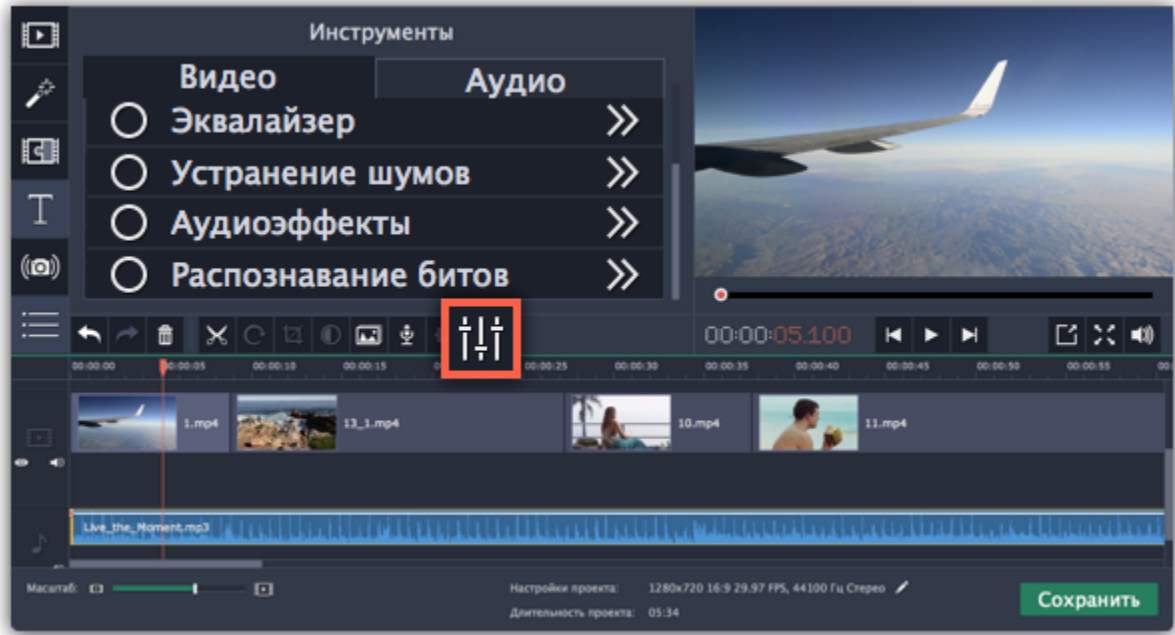 Инструменты
Видео Аудио
Эквалайзер
Устранение шумов
Аудиоэффекты
Распознавание битов
T
00:00:05.100
00:00:00 00:00:05 00:00:10 00:00:15 00:00:25 00:00:30 00:00:35 00:00:40 00:00:45 00:00:50 00:00:55
1.mp4 13_1.mp4 10.mp4 11.mp4
Live_the_Moment.mp3
Масштаб:
Настройки проекта: 1280x720 16:9 29.97 FPS, 44100 Гц Стерео
Длительность проекта: 05:34
Сохранить